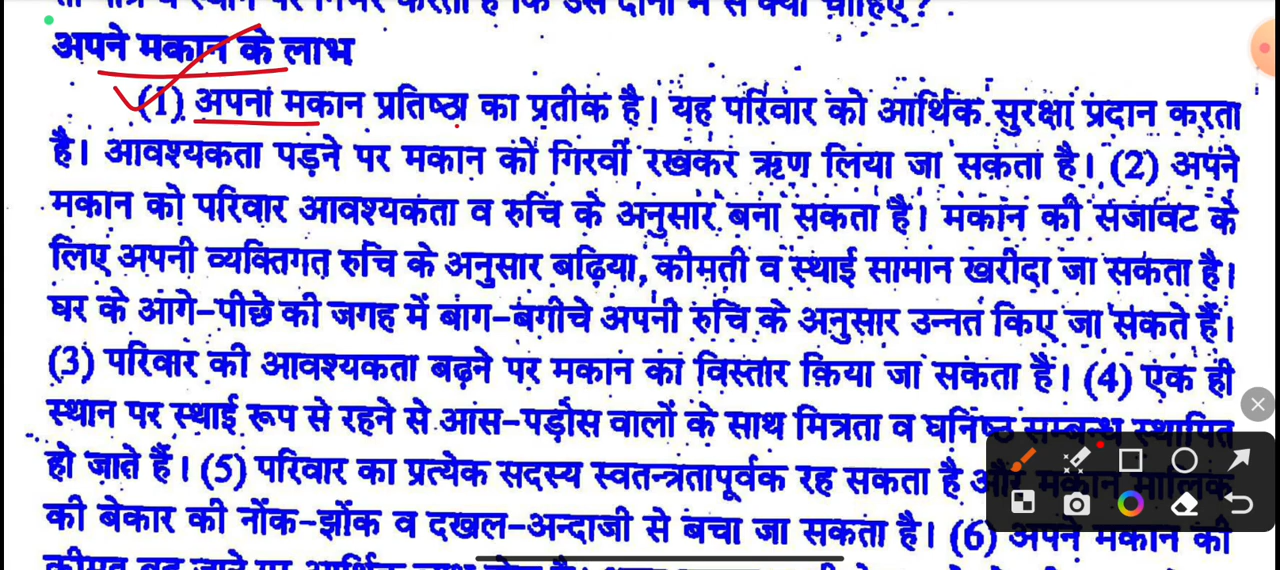 अपने मकान के लाभ
(1) अपना मकान प्रतिष्ठा का प्रतीक है। यह परिवार को आर्थिक सुरक्षा प्रदान करता
है। आवश्यकता पड़ने पर मकान को गिरवी रखकर ऋण लिया जा सकता है। (2) अपने
मकान को परिवार आवश्यकता व रुचि के अनुसार बना सकता है। मकान की सजावट के
लिए अपनी व्यक्तिगत रुचि के अनुसार बढ़िया, कीमती व स्थाई सामान खरीदा जा सकता है।
घर के आगे-पीछे की जगह में बाग-बगीचे अपनी रुचि के अनुसार उन्नत किए जा सकते हैं।
(3) परिवार की आवश्यकता बढ़ने पर मकान का विस्तार किया जा सकता है। (4) एक ही
स्थान पर स्थाई रूप से रहने से आस-पड़ोस वालों के साथ मित्रता व घनिष्ठ सम्बन्ध स्थापित
हो जाते हैं। (5) परिवार का प्रत्येक सदस्य स्वतन्त्रतापूर्वक रह सकता है और मकान मालिक
की बेकार की नोंक-झोंक व दखल-अन्दाजी से बचा जा सकता है। (6) अपने मकान की